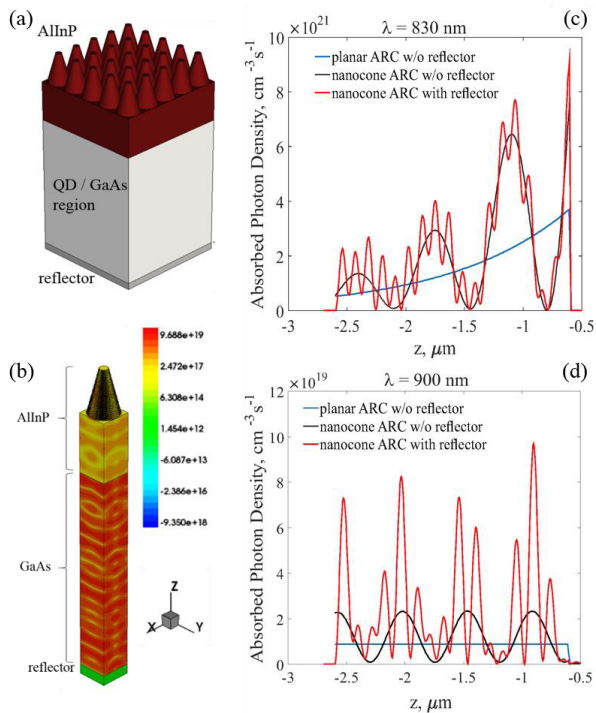 (a)
AlInP
QD / GaAs
region
reflector
(c)
×10²¹
λ = 830 nm
planar ARC w/o reflector
nanocone ARC w/o reflector
nanocone ARC with reflector
Absorbed Photon Density, cm⁻³s⁻¹
10
8
6
4
2
0
-3
-2.5
-2
-1.5
-1
-0.5
z, μm
(b)
AlInP
GaAs
reflector
9.688e+19
2.472e+17
6.308e+14
1.454e+12
-6.087e+13
-2.386e+16
-9.350e+18
Z
X
Y
(d)
×10¹⁹
λ = 900 nm
planar ARC w/o reflector
nanocone ARC w/o reflector
nanocone ARC with reflector
Absorbed Photon Density, cm⁻³s⁻¹
12
10
8
6
4
2
0
-3
-2.5
-2
-1.5
-1
-0.5
z, μm